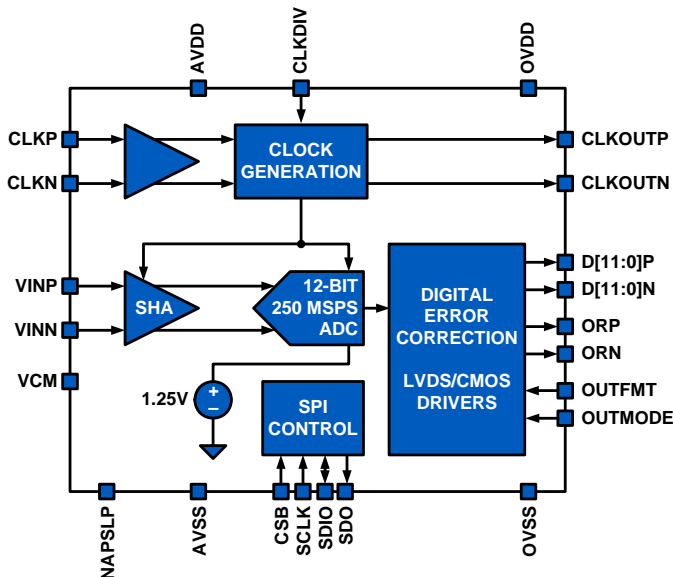 AVDD
CLKDIV
OVDD
CLKP
CLKN
CLOCK
GENERATION
CLKOUTP
CLKOUTN
VINP
VINN
SHA
12-BIT
250 MSPS
ADC
DIGITAL
ERROR
CORRECTION
LVDS/CMOS
DRIVERS
D[11:0]P
D[11:0]N
ORP
ORN
OUTFMT
OUTMODE
VCM
1.25V
+
–
SPI
CONTROL
NAPSLP
AVSS
CSB
SCLK
SDIO
SDO
OVSS